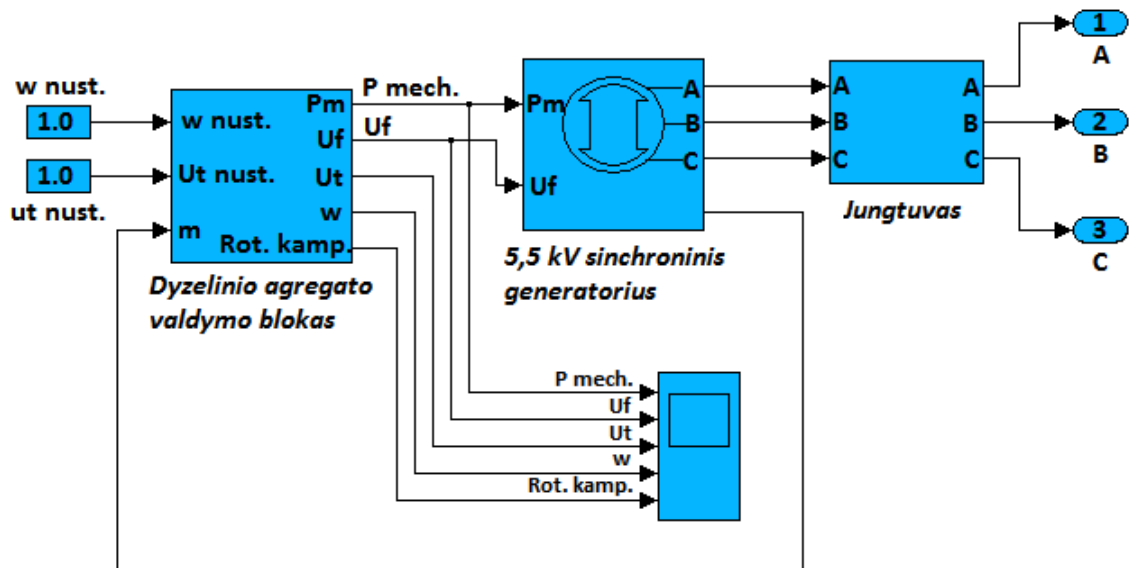 w nust.
1.0
1.0
ut nust.
w nust.
Ut nust.
m
Pm
Uf
Ut
w
Rot. kamp.
Dyzelinio agregato
valdymo blokas
P mech.
Uf
Pm
Uf
A
B
C
5,5 kV sinchroninis
generatorius
A
B
C
A
B
C
Jungtuvas
1
A
2
B
3
C
P mech.
Uf
Ut
w
Rot. kamp.